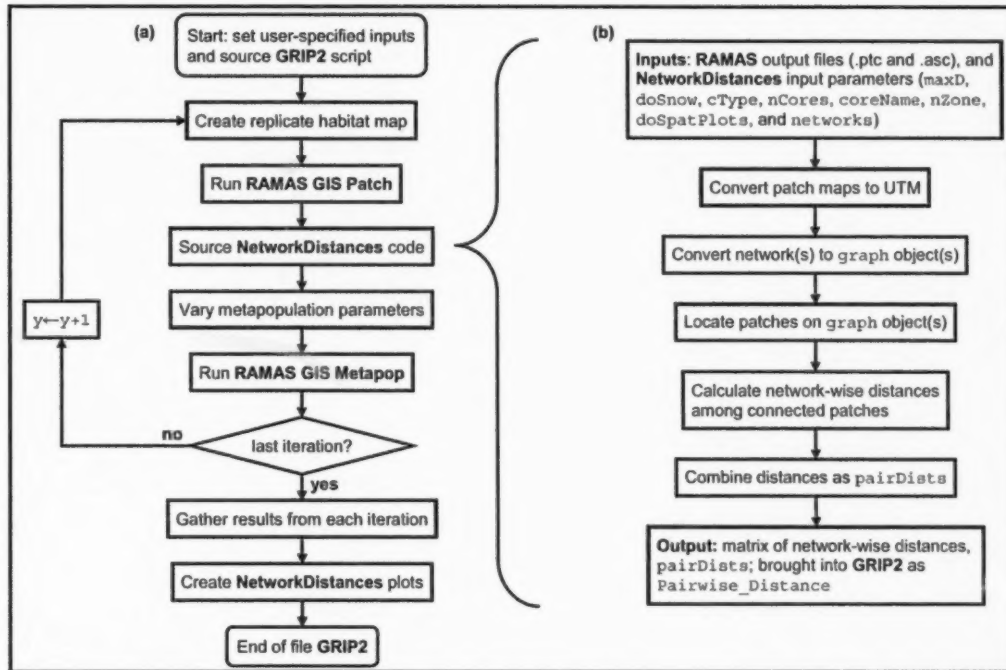 (a)
Start: set user-specified inputs
and source GRIP2 script
Create replicate habitat map
Run RAMAS GIS Patch
Source NetworkDistances code
Vary metapopulation parameters
y←y+1
Run RAMAS GIS Metapop
no
last iteration?
yes
Gather results from each iteration
Create NetworkDistances plots
End of file GRIP2
(b)
Inputs: RAMAS output files (.ptc and .asc), and
NetworkDistances input parameters (maxD,
doSnow, cType, nCores, coreName, nZone,
doSpatPlots, and networks)
Convert patch maps to UTM
Convert network(s) to graph object(s)
Locate patches on graph object(s)
Calculate network-wise distances
among connected patches
Combine distances as pairDists
Output: matrix of network-wise distances,
pairDists; brought into GRIP2 as
Pairwise_Distance